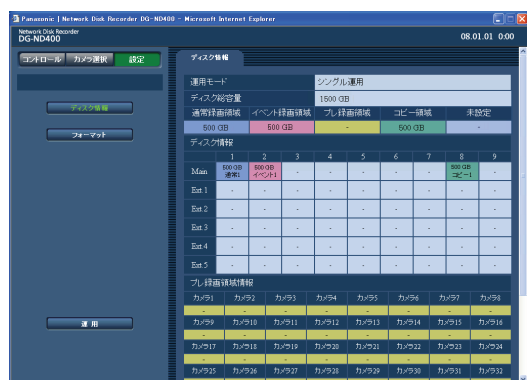 Panasonic | Network Disk Recorder DG-ND400 - Microsoft Internet Explorer
Network Disk Recorder
DG-ND400
08.01.01 0:00
コントロール カメラ選択 設定
ディスク情報
フォーマット
運用
ディスク情報
運用モード シングル運用
ディスク総容量 1500 GB
通常録画領域 イベント録画領域 プレ録画領域 コピー領域 未設定
500 GB 500 GB - 500 GB -
ディスク情報
1 2 3 4 5 6 7 8 9
Main 500 GB 通常1 500 GB イベント1 - - - - - 500 GB コピー1 -
Ext.1 - - - - - - - - -
Ext.2 - - - - - - - - -
Ext.3 - - - - - - - - -
Ext.4 - - - - - - - - -
Ext.5 - - - - - - - - -
プレ録画領域情報
カメラ1 カメラ2 カメラ3 カメラ4 カメラ5 カメラ6 カメラ7 カメラ8
- - - - - - - -
カメラ9 カメラ10 カメラ11 カメラ12 カメラ13 カメラ14 カメラ15 カメラ16
- - - - - - - -
カメラ17 カメラ18 カメラ19 カメラ20 カメラ21 カメラ22 カメラ23 カメラ24
- - - - - - - -
カメラ25 カメラ26 カメラ27 カメラ28 カメラ29 カメラ30 カメラ31 カメラ32